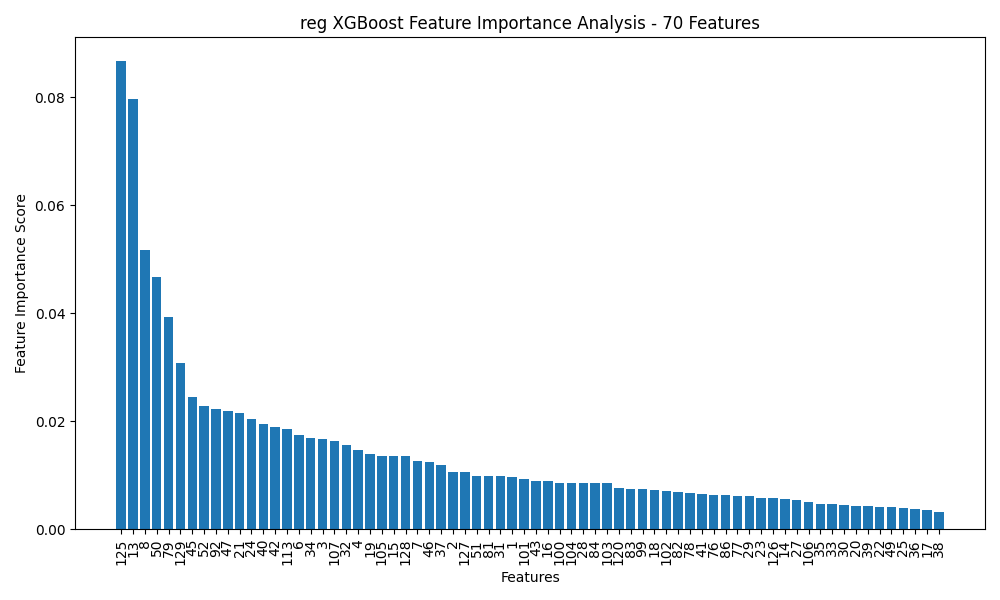 reg XGBoost Feature Importance Analysis - 70 Features
Feature Importance Score
0.08
0.06
0.04
0.02
0.00
125 13 8 50 79 129 45 52 92 47 21 24 40 42 113 6 34 3 107 32 4 19 105 15 128 7 46 37 2 127 51 81 31 1 101 43 16 100 104 28 84 103 120 83 99 18 102 82 78 41 76 86 77 29 23 126 14 27 106 35 33 30 20 39 22 49 25 36 17 38
Features